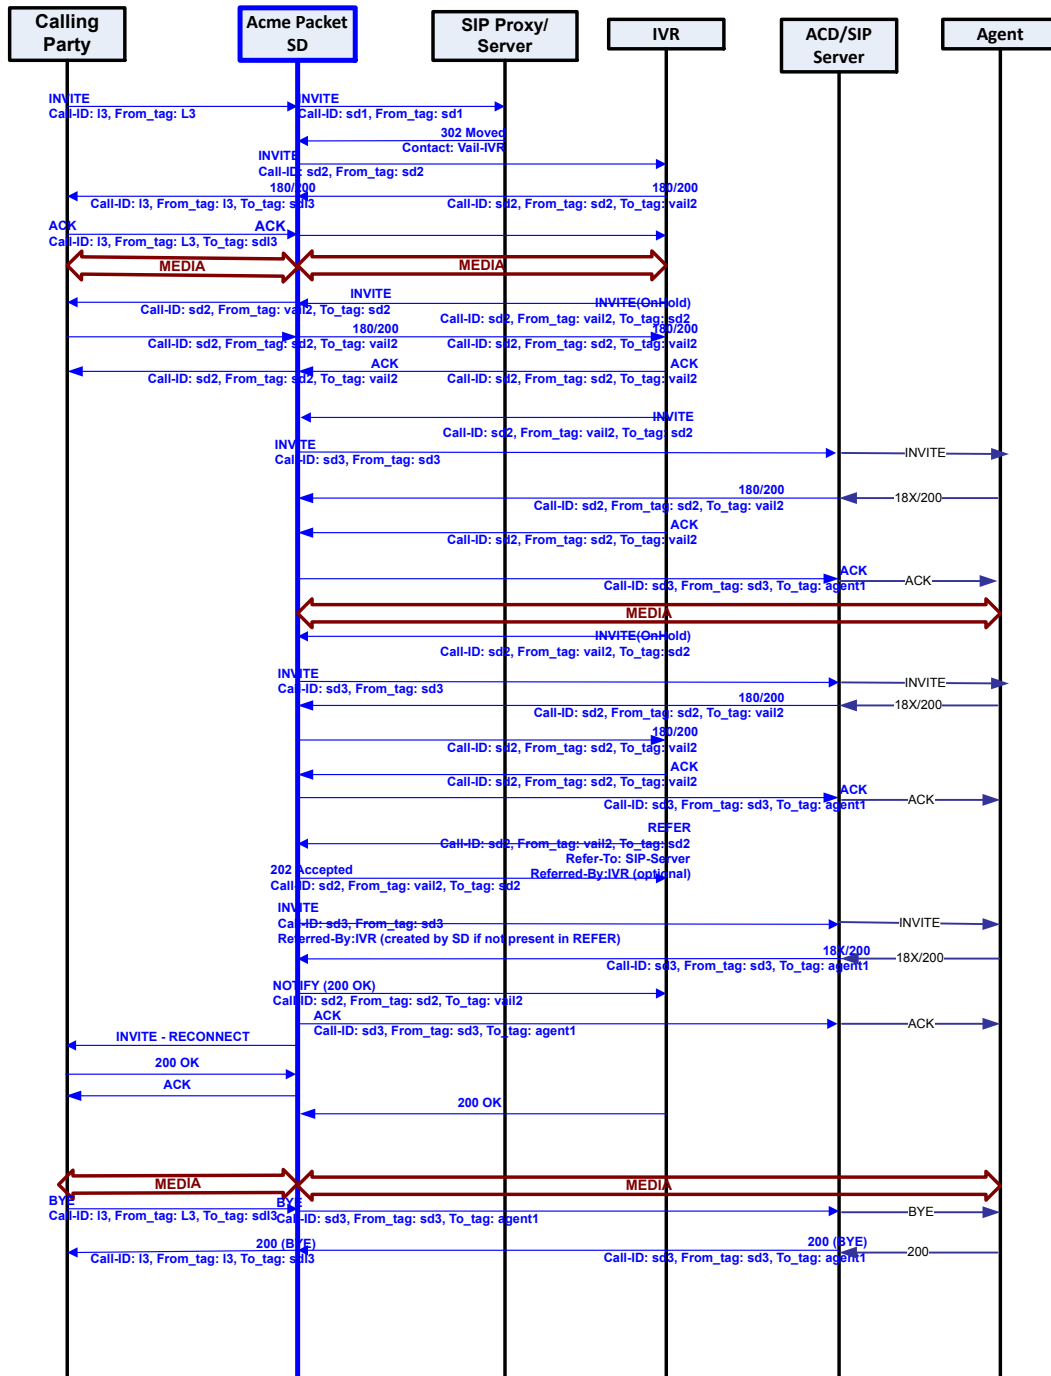 Calling
Party
Acme Packet
SD
SIP Proxy/
Server
IVR
ACD/SIP
Server
Agent
INVITE
Call-ID: l3, From_tag: L3
INVITE
Call-ID: sd1, From_tag: sd1
302 Moved
Contact: Vail-IVR
INVITE
Call-ID: sd2, From_tag: sd2
180/200
Call-ID: l3, From_tag: l3, To_tag: sdl3
180/200
Call-ID: sd2, From_tag: sd2, To_tag: vail2
ACK
Call-ID: l3, From_tag: L3, To_tag: sdl3
ACK
MEDIA
MEDIA
INVITE
Call-ID: sd2, From_tag: vail2, To_tag: sd2
INVITE(OnHold)
Call-ID: sd2, From_tag: vail2, To_tag: sd2
180/200
Call-ID: sd2, From_tag: sd2, To_tag: vail2
180/200
Call-ID: sd2, From_tag: sd2, To_tag: vail2
ACK
Call-ID: sd2, From_tag: sd2, To_tag: vail2
ACK
Call-ID: sd2, From_tag: sd2, To_tag: vail2
INVITE
Call-ID: sd2, From_tag: vail2, To_tag: sd2
INVITE
Call-ID: sd3, From_tag: sd3
INVITE
180/200
Call-ID: sd2, From_tag: sd2, To_tag: vail2
18X/200
ACK
Call-ID: sd2, From_tag: sd2, To_tag: vail2
ACK
Call-ID: sd3, From_tag: sd3, To_tag: agent1
ACK
MEDIA
INVITE(OnHold)
Call-ID: sd2, From_tag: vail2, To_tag: sd2
INVITE
Call-ID: sd3, From_tag: sd3
INVITE
180/200
Call-ID: sd2, From_tag: sd2, To_tag: vail2
18X/200
180/200
Call-ID: sd2, From_tag: sd2, To_tag: vail2
ACK
Call-ID: sd2, From_tag: sd2, To_tag: vail2
ACK
Call-ID: sd3, From_tag: sd3, To_tag: agent1
ACK
REFER
Call-ID: sd2, From_tag: vail2, To_tag: sd2
Refer-To: SIP-Server
Referred-By:IVR (optional)
202 Accepted
Call-ID: sd2, From_tag: vail2, To_tag: sd2
INVITE
Call-ID: sd3, From_tag: sd3
Referred-By:IVR (created by SD if not present in REFER)
INVITE
18X/200
Call-ID: sd3, From_tag: sd3, To_tag: agent1
18X/200
NOTIFY (200 OK)
Call-ID: sd2, From_tag: sd2, To_tag: vail2
ACK
Call-ID: sd3, From_tag: sd3, To_tag: agent1
ACK
INVITE - RECONNECT
200 OK
ACK
200 OK
MEDIA
MEDIA
BYE
Call-ID: l3, From_tag: L3, To_tag: sdl3
BYE
Call-ID: sd3, From_tag: sd3, To_tag: agent1
BYE
200 (BYE)
Call-ID: l3, From_tag: l3, To_tag: sdl3
200 (BYE)
Call-ID: sd3, From_tag: sd3, To_tag: agent1
200